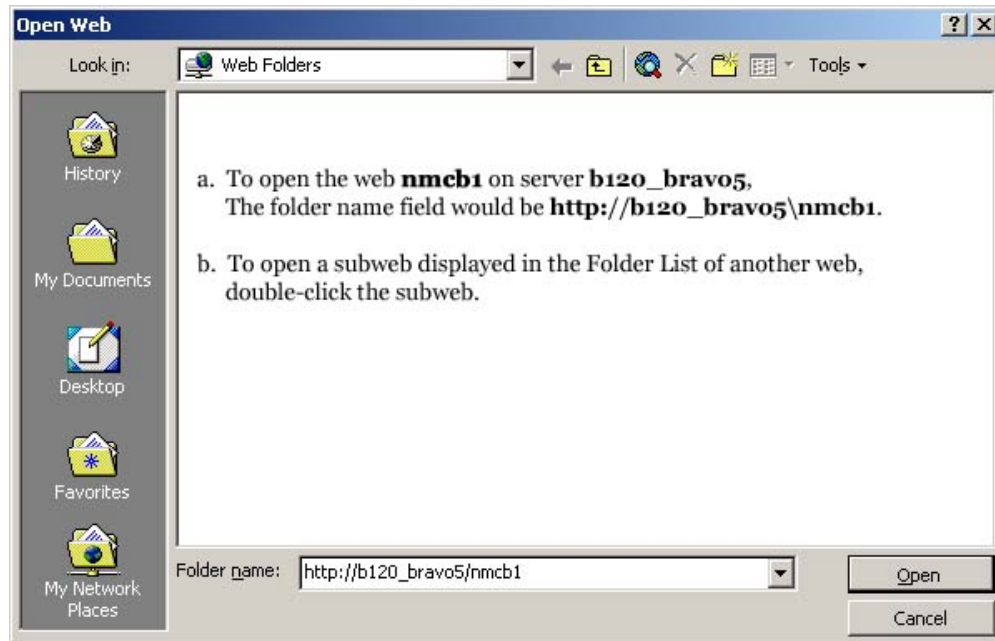 Open Web
Look in:
Web Folders
Tools
History
My Documents
Desktop
Favorites
My Network
Places
a. To open the web nmcb1 on server b120_bravo5,
The folder name field would be http://b120_bravo5\nmcb1.
b. To open a subweb displayed in the Folder List of another web,
double-click the subweb.
Folder name:
http://b120_bravo5/nmcb1
Open
Cancel